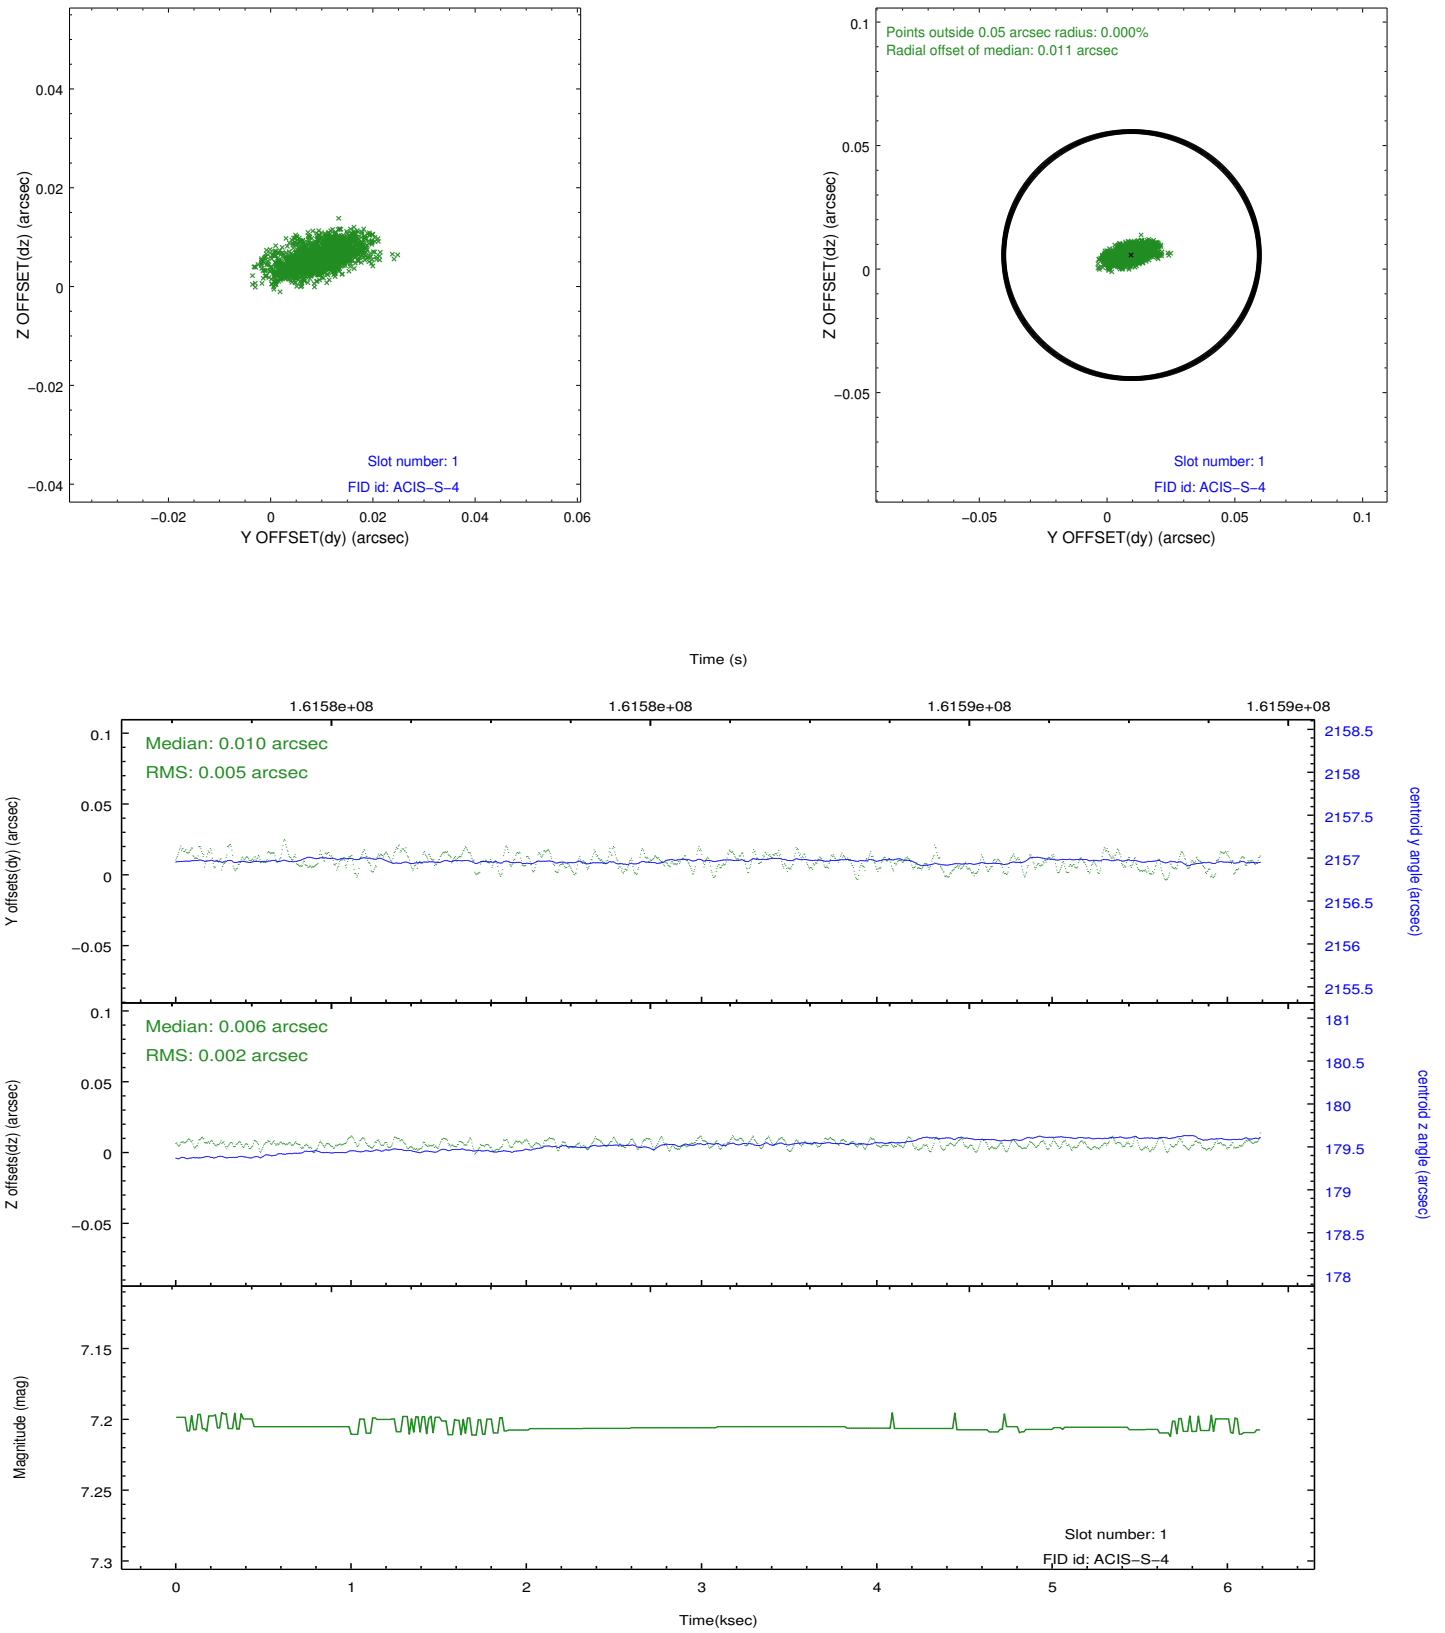 0.04
0.02
0
−0.02
−0.04
Z OFFSET(dz) (arcsec)
Slot number: 1
FID id: ACIS−S−4
−0.02 0 0.02 0.04 0.06
Y OFFSET(dy) (arcsec)
Points outside 0.05 arcsec radius: 0.000%
Radial offset of median: 0.011 arcsec
0.1
0.05
0
−0.05
Z OFFSET(dz) (arcsec)
Slot number: 1
FID id: ACIS−S−4
−0.05 0 0.05 0.1
Y OFFSET(dy) (arcsec)
Time (s)
1.6158e+08 1.6158e+08 1.6159e+08 1.6159e+08
Median: 0.010 arcsec
RMS: 0.005 arcsec
0.1
0.05
0
−0.05
Y offsets(dy) (arcsec)
2158.5
2158
2157.5
2157
2156.5
2156
2155.5
centroid y angle (arcsec)
Median: 0.006 arcsec
RMS: 0.002 arcsec
0.1
0.05
0
−0.05
Z offsets(dz) (arcsec)
181
180.5
180
179.5
179
178.5
178
centroid z angle (arcsec)
7.15
7.2
7.25
7.3
Magnitude (mag)
Slot number: 1
FID id: ACIS−S−4
0 1 2 3 4 5 6
Time(ksec)